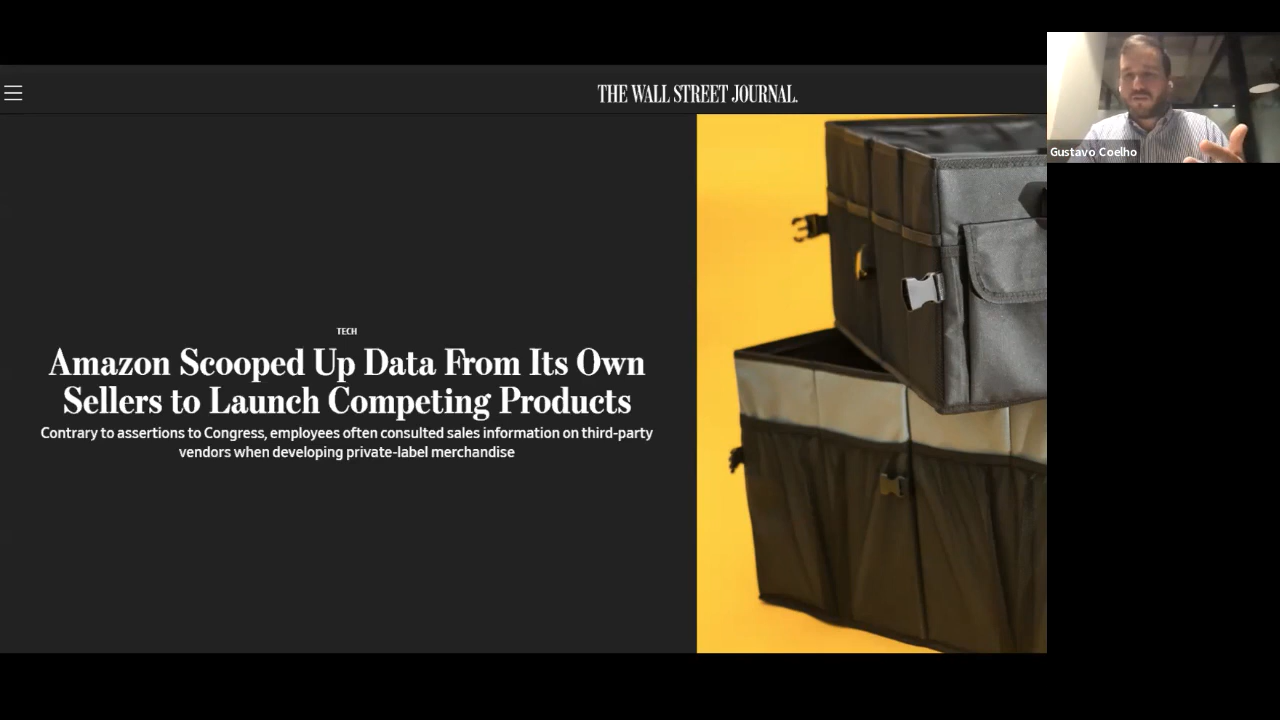 THE WALL STREET JOURNAL.
TECH
Amazon Scooped Up Data From Its Own
Sellers to Launch Competing Products
Contrary to assertions to Congress, employees often consulted sales information on third-party
vendors when developing private-label merchandise
Gustavo Coelho